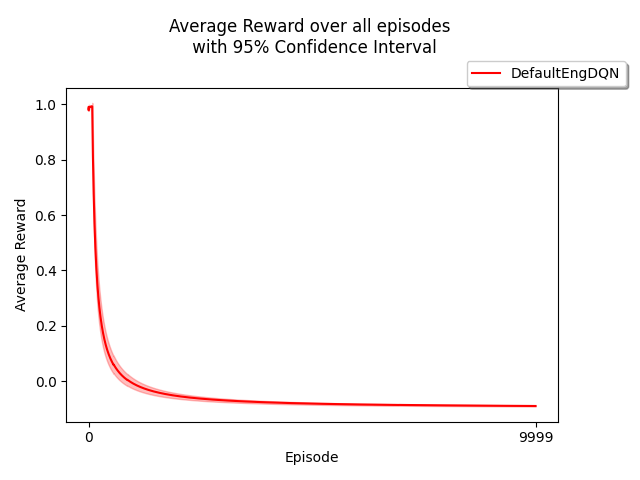 Average Reward over all episodes
with 95% Confidence Interval
DefaultEngDQN
1.0
0.8
0.6
0.4
0.2
0.0
Average Reward
0
9999
Episode